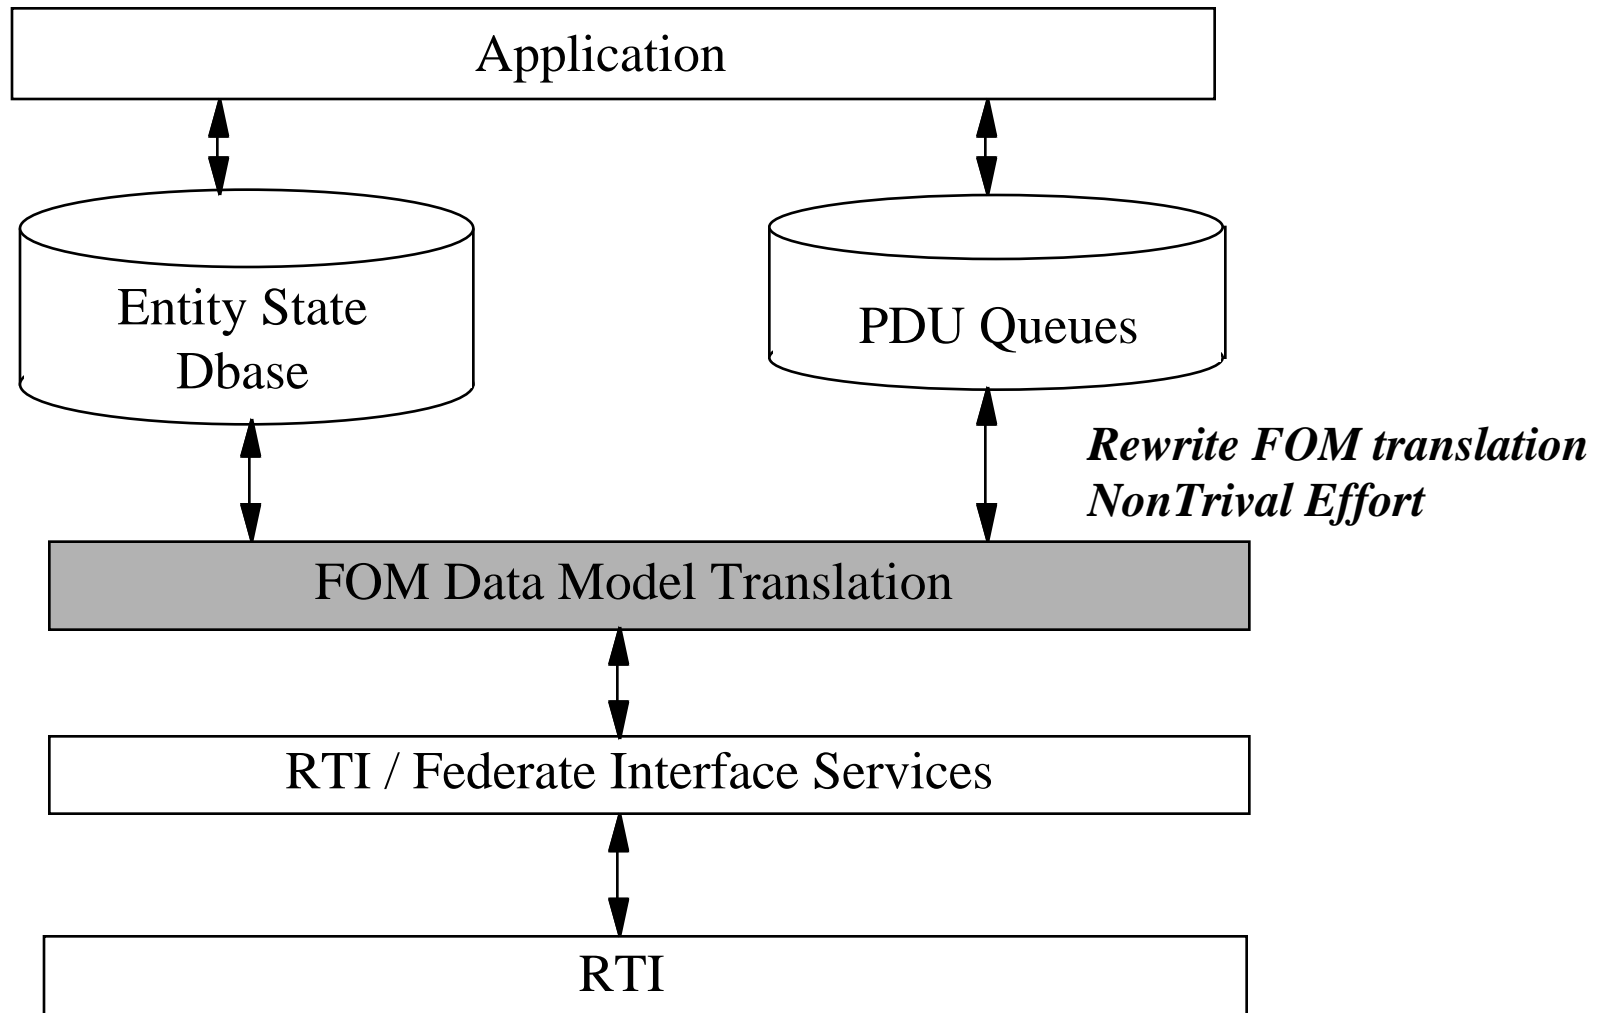 Application
Entity State
Dbase
PDU Queues
Rewrite FOM translation
NonTrival Effort
FOM Data Model Translation
RTI / Federate Interface Services
RTI